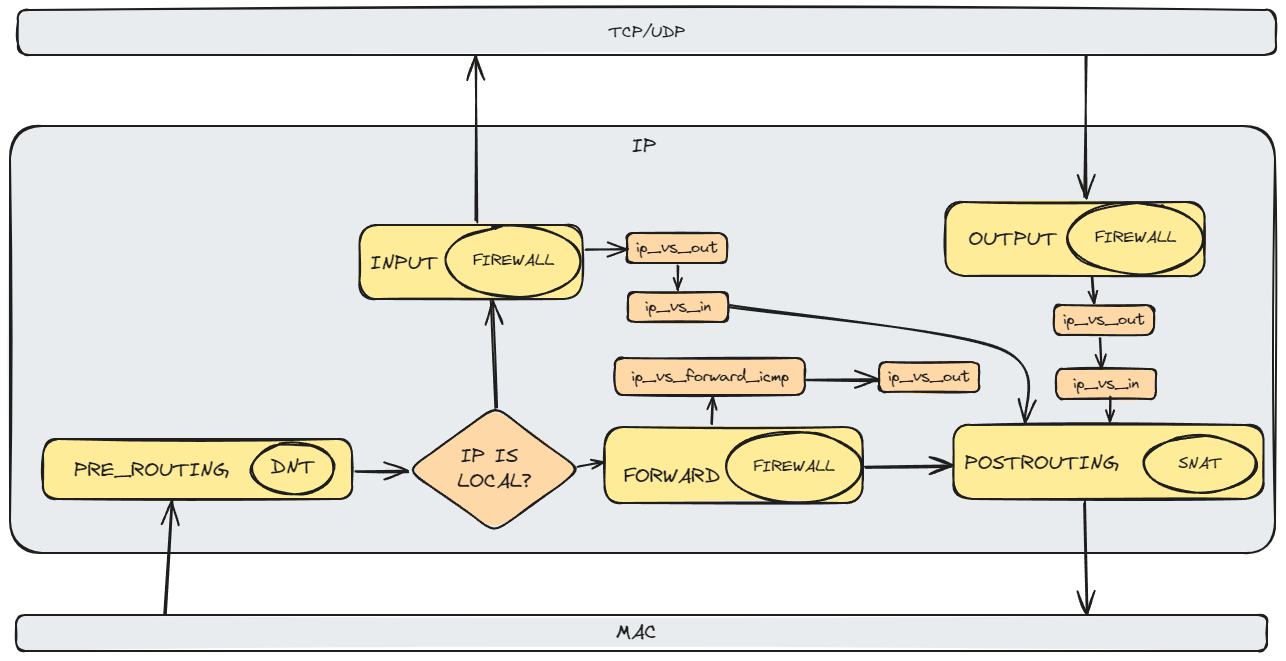 TCP/UDP
IP
INPUT
FIREWALL
ip_vs_out
ip_vs_in
OUTPUT
FIREWALL
ip_vs_out
ip_vs_in
ip_vs_forward_icmp
ip_vs_out
PRE_ROUTING
DNT
IP IS
LOCAL?
FORWARD
FIREWALL
POSTROUTING
SNAT
MAC